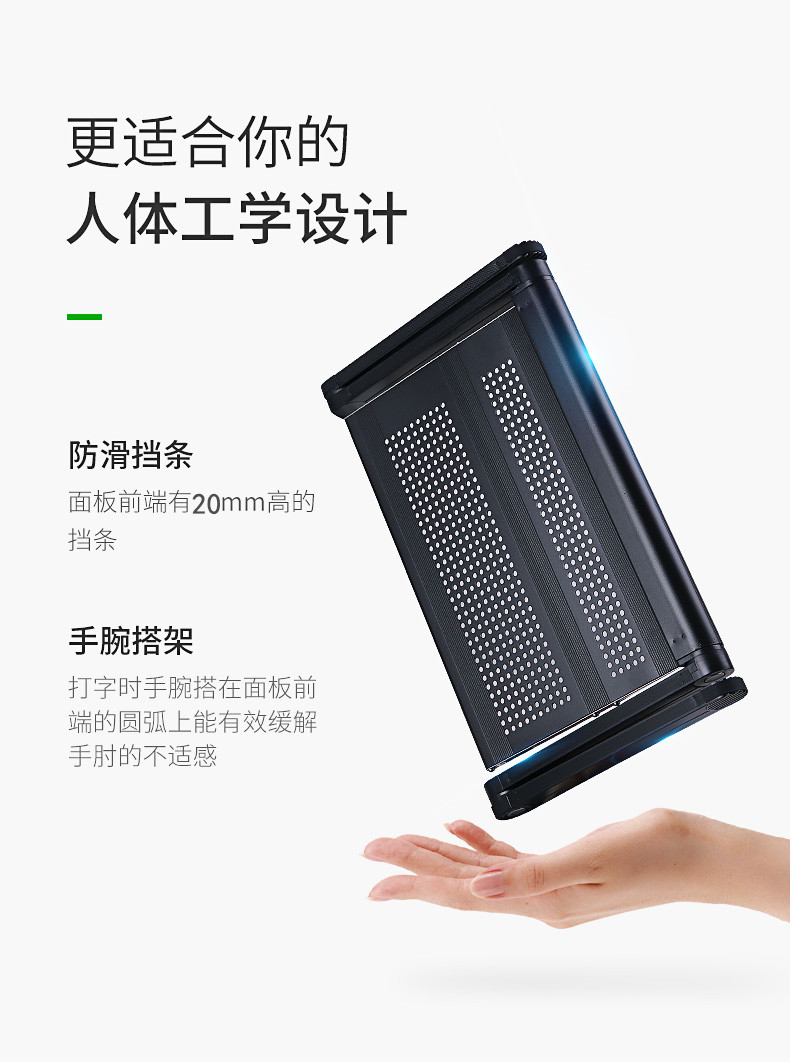 更适合你的
人体工学设计
防滑挡条
面板前端有20mm高的
挡条
手腕搭架
打字时手腕搭在面板前
端的圆弧上能有效缓解
手肘的不适感